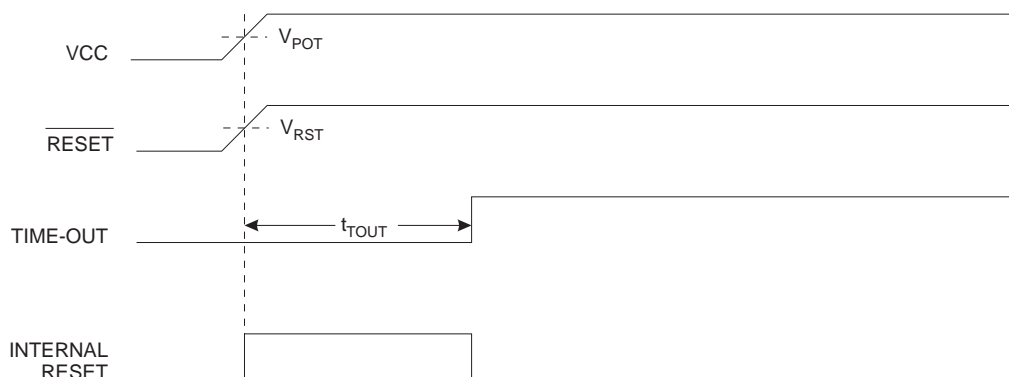 VCC
VPOT
RESET
VRST
TIME-OUT
tTOUT
INTERNAL
RESET